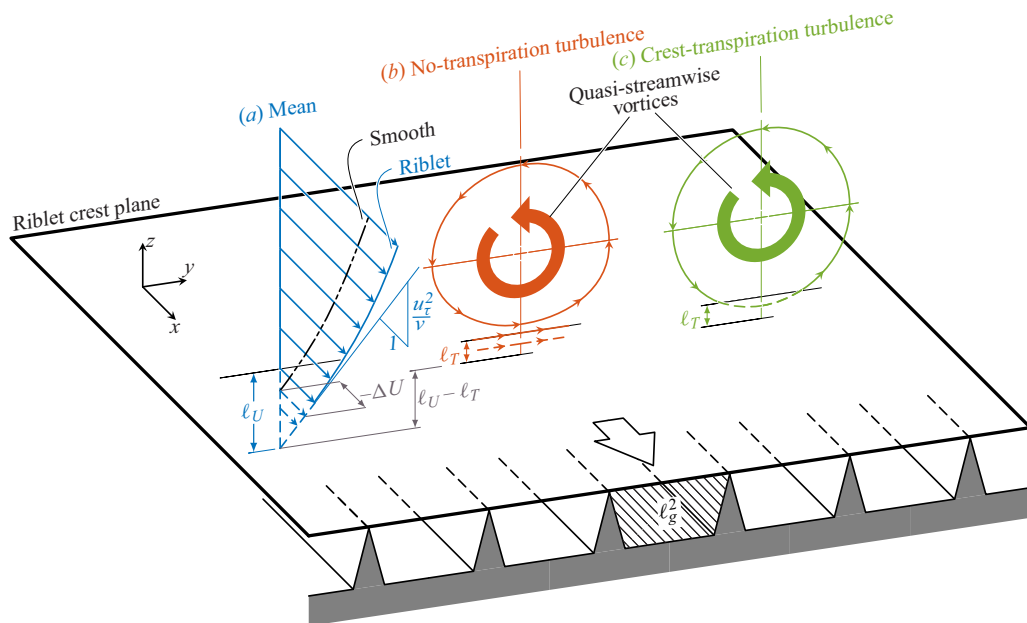 (b) No-transpiration turbulence
(c) Crest-transpiration turbulence
Quasi-streamwise
vortices
(a) Mean
Smooth
Riblet
Riblet crest plane
z
y
x
u_τ^2
ν
1
ℓ_T
ℓ_T
−ΔU
ℓ_U
ℓ_U − ℓ_T
ℓ_g^2